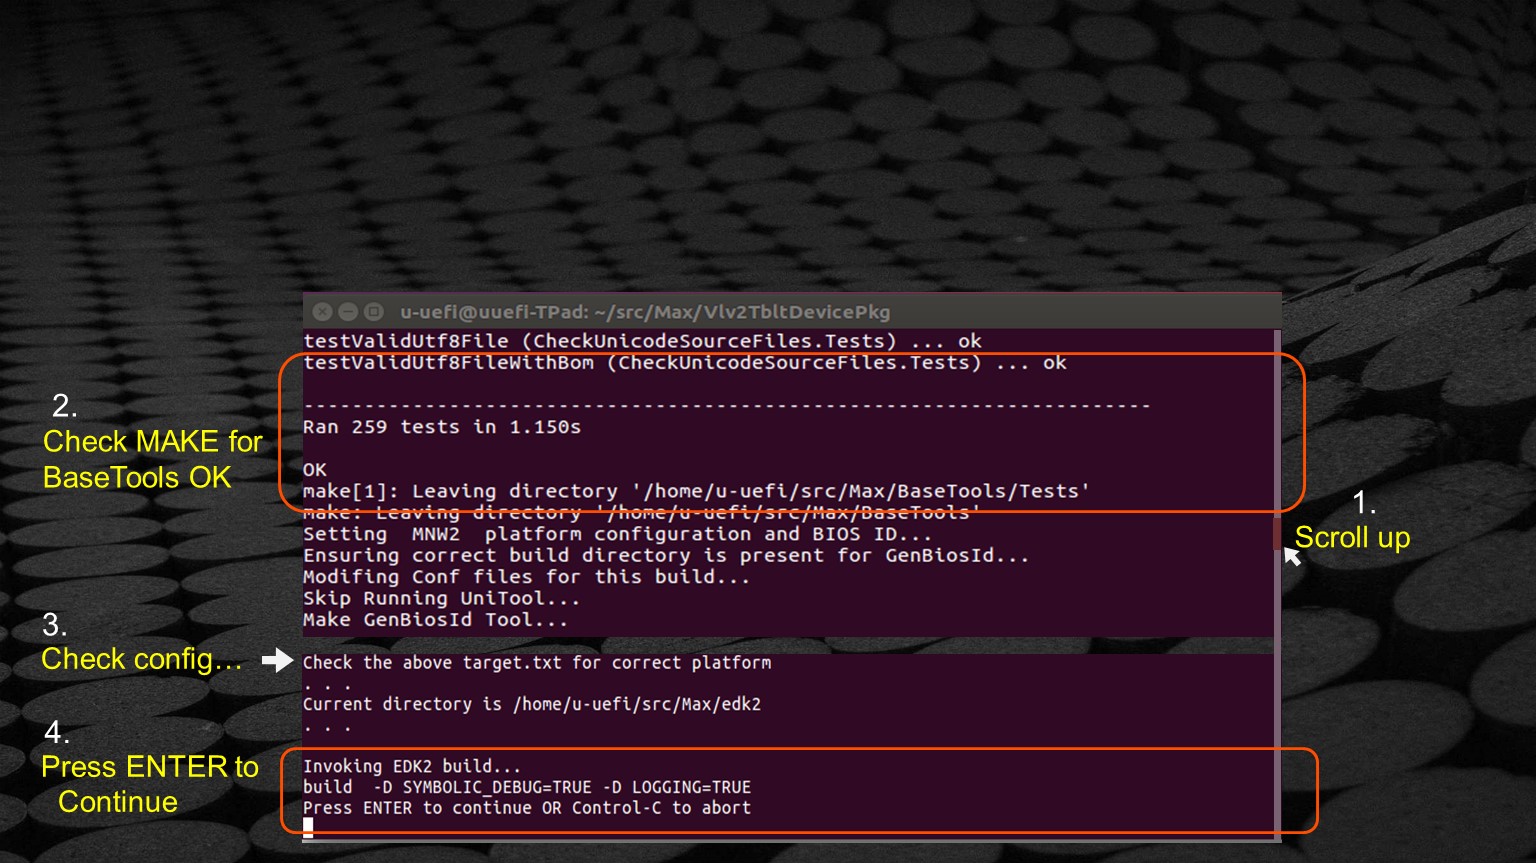 u-uefi@uuefi-TPad: ~/src/Max/Vlv2TbltDevicePkg
testValidUtf8File (CheckUnicodeSourceFiles.Tests) ... ok
testValidUtf8FileWithBom (CheckUnicodeSourceFiles.Tests) ... ok
----------------------------------------------------------------------
Ran 259 tests in 1.150s
OK
make[1]: Leaving directory '/home/u-uefi/src/Max/BaseTools/Tests'
make: Leaving directory '/home/u-uefi/src/Max/BaseTools'
Setting  MNW2  platform configuration and BIOS ID...
Ensuring correct build directory is present for GenBiosId...
Modifing Conf files for this build...
Skip Running UniTool...
Make GenBiosId Tool...
Check the above target.txt for correct platform
. . .
Current directory is /home/u-uefi/src/Max/edk2
. . .
Invoking EDK2 build...
build  -D SYMBOLIC_DEBUG=TRUE -D LOGGING=TRUE
Press ENTER to continue OR Control-C to abort
1.
Scroll up
2.
Check MAKE for
BaseTools OK
3.
Check config…
4.
Press ENTER to
Continue